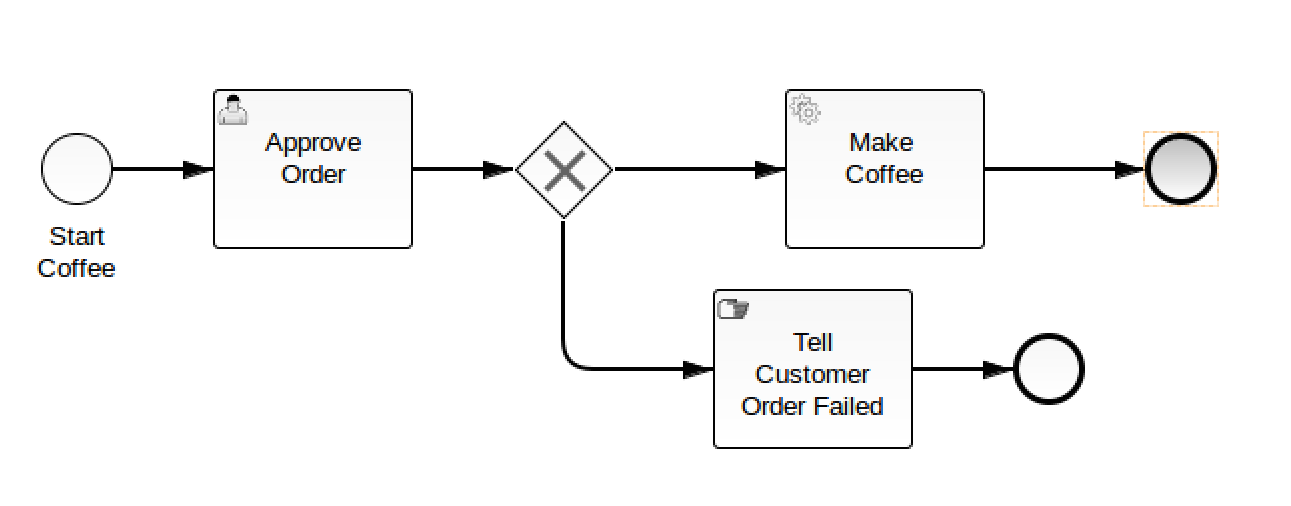 Start
Coffee
Approve
Order
Make
Coffee
Tell
Customer
Order Failed